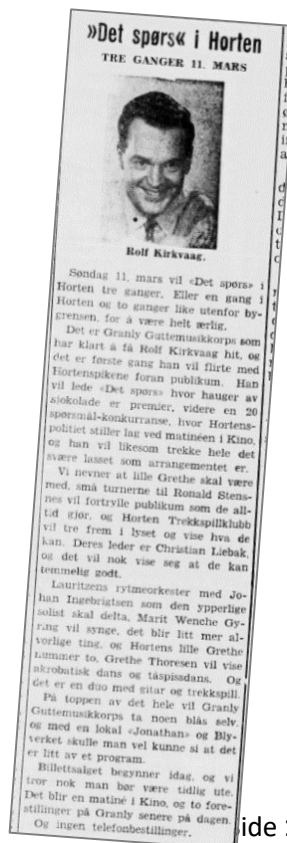 »Det spørs« i Horten
TRE GANGER 11. MARS
Rolf Kirkvaag.
Søndag 11. mars vil «Det spørs» i
Horten tre ganger. Eller en gang i
Horten og to ganger like utenfor by-
grensen, for å være helt ærlig.
Det er Granly Guttemusikkorps som
har klart å få Rolf Kirkvaag hit, og
det er første gang han vil flirte med
Hortenspikene foran publikum. Han
vil lede «Det spørs» hvor hauger av
sjokolade er premier, videre en 20
spørsmål-konkurranse, hvor Hortens-
politiet stiller lag ved matinéen i Kino,
og han vil likesom trekke hele det
svære lasset som arrangementet er.
Vi nevner at lille Grethe skal være
med, små turnerne til Ronald Stens-
nes vil fortrylle publikum som de all-
tid gjør, og Horten Trekkspillklubb
vil tre frem i lyset og vise hva de
kan. Deres leder er Christian Liebak,
og det vil nok vise seg at de kan
temmelig godt.
Lauritzens rytmeorkester med Jo-
han Ingebrigtsen som den ypperlige
solist skal delta, Marit Wenche Gy-
ring vil synge, det blir litt mer al-
vorlige ting, og Hortens lille Grethe
nummer to, Grethe Thoresen vil vise
akrobatisk dans og tåspissdans. Og
det er en duo med gitar og trekkspill.
På toppen av det hele vil Granly
Guttemusikkorps ta noen blås selv,
og med en lokal «Jonathan» og Bly-
verket skulle man vel kunne si at det
er litt av et program.
Billettsalget begynner idag, og vi
tror nok man bør være tidlig ute.
Det blir en matiné i Kino, og to fore-
stillinger på Granly senere på dagen.
Og ingen telefonbestillinger.